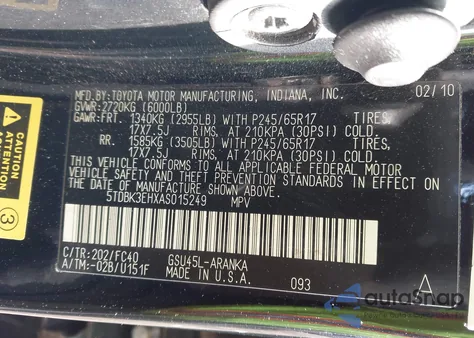 MFD.BY:TOYOTA MOTOR MANUFACTURING, INDIANA, INC. 02/10
GVWR:2720KG (6000LB)
GAWR:FRT. 1340KG (2955LB) WITH P245/65R17 TIRES,
17X7.5J RIMS, AT 210KPA (30PSI) COLD.
RR. 1585KG (3505LB) WITH P245/65R17 TIRES,
17X7.5J RIMS, AT 210KPA (30PSI) COLD.
THIS VEHICLE CONFORMS TO ALL APPLICABLE FEDERAL MOTOR
VEHICLE SAFETY AND BUMPER STANDARDS IN EFFECT ON THE
DATE OF MANUFACTURE SHOWN ABOVE.
5TDBK3EHXAS015249 MPV
C/TR:202/FC40 GSU45L-ARANKA
A/TM:-02B/U151F MADE IN U.S.A. 093 A
CAUTION
ATTENTION
3
autoSnap